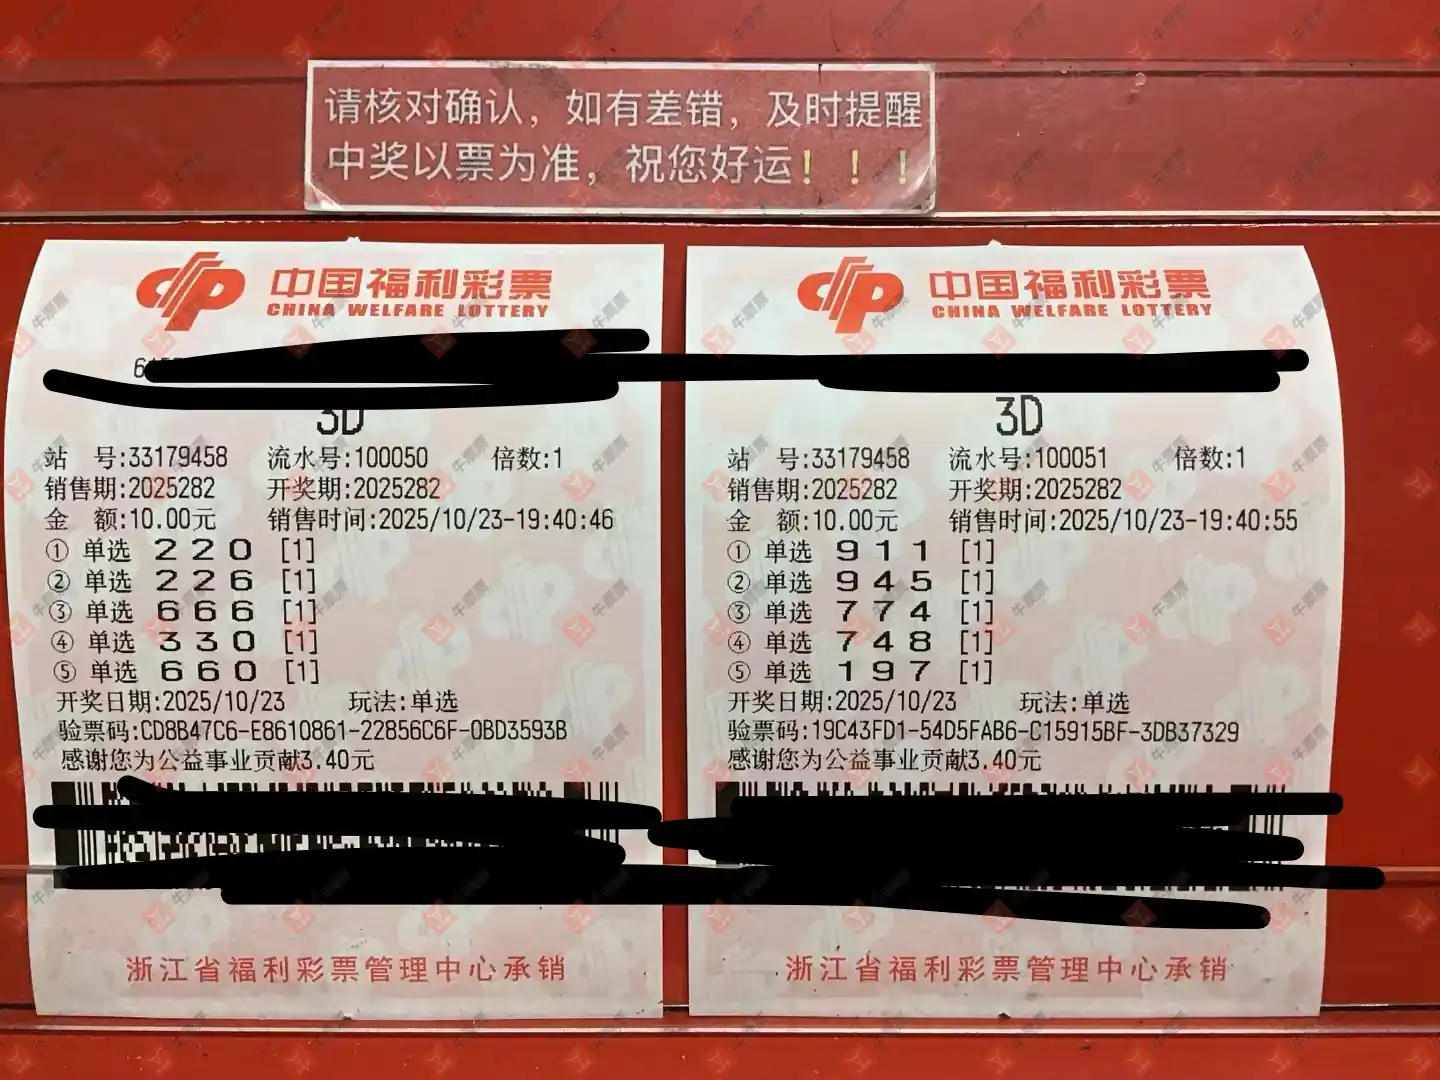 请核对确认，如有差错，及时提醒
中奖以票为准，祝您好运！！！
中国福利彩票
CHINA WELFARE LOTTERY
3D
站 号:33179458 流水号:100050 倍数:1
销售期:2025282 开奖期:2025282
金 额:10.00元 销售时间:2025/10/23-19:40:46
① 单选 2 2 0 [1]
② 单选 2 2 6 [1]
③ 单选 6 6 6 [1]
④ 单选 3 3 0 [1]
⑤ 单选 6 6 0 [1]
开奖日期:2025/10/23 玩法:单选
验票码:CD8B47C6-E8610861-22856C6F-0BD3593B
感谢您为公益事业贡献3.40元
浙江省福利彩票管理中心承销
中国福利彩票
CHINA WELFARE LOTTERY
3D
站 号:33179458 流水号:100051 倍数:1
销售期:2025282 开奖期:2025282
金 额:10.00元 销售时间:2025/10/23-19:40:55
① 单选 9 1 1 [1]
② 单选 9 4 5 [1]
③ 单选 7 7 4 [1]
④ 单选 7 4 8 [1]
⑤ 单选 1 9 7 [1]
开奖日期:2025/10/23 玩法:单选
验票码:19C43FD1-54D5FAB6-C15915BF-3DB37329
感谢您为公益事业贡献3.40元
浙江省福利彩票管理中心承销